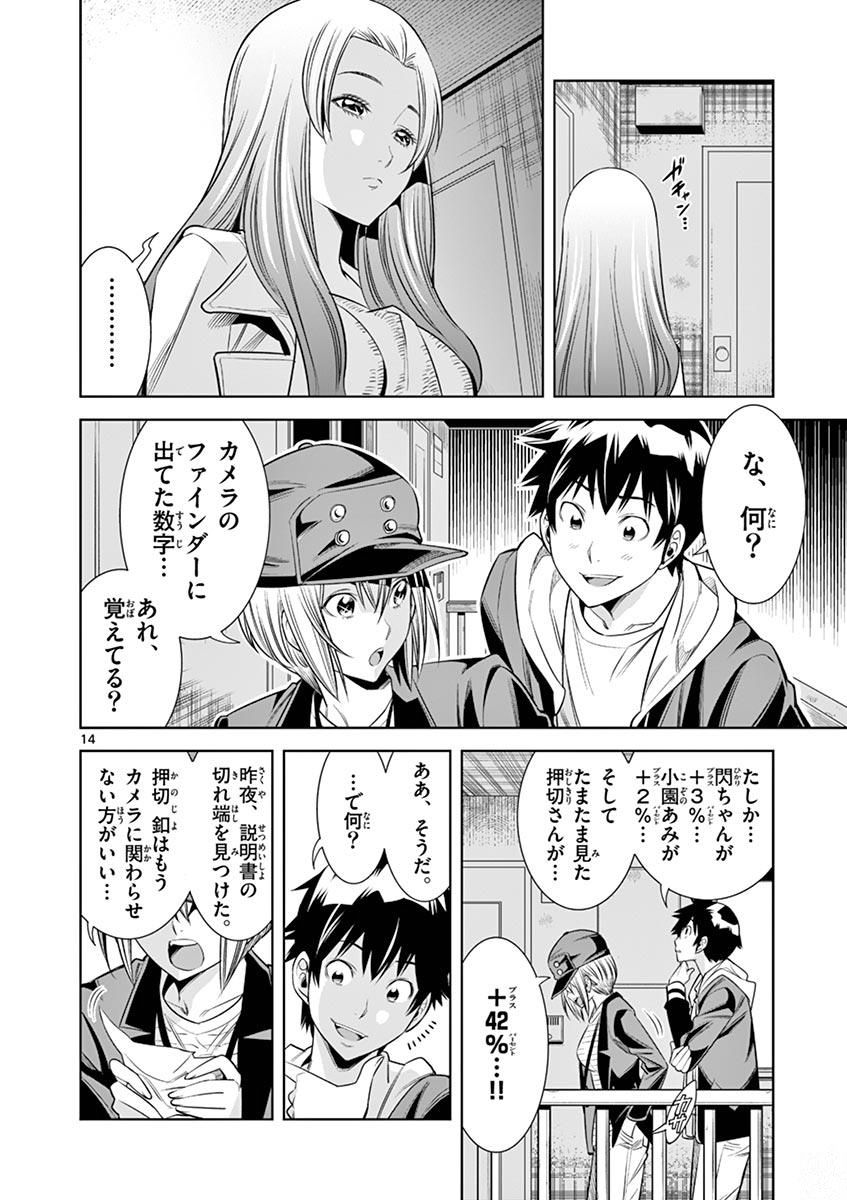 ガチャン…
………
な、何？
カメラの
ファインダーに
出てた数字…
あれ、
覚えてる？
たしか…
閃ちゃんが
＋3％…
小園あみが
＋2％…
そして
たまたま見た
押切さんが…
＋42％…!!
ああ、そうだ。
…で何？
昨夜、説明書の
切れ端を見つけた。
押切 釦はもう
カメラに関わらせ
ない方がいい…
14